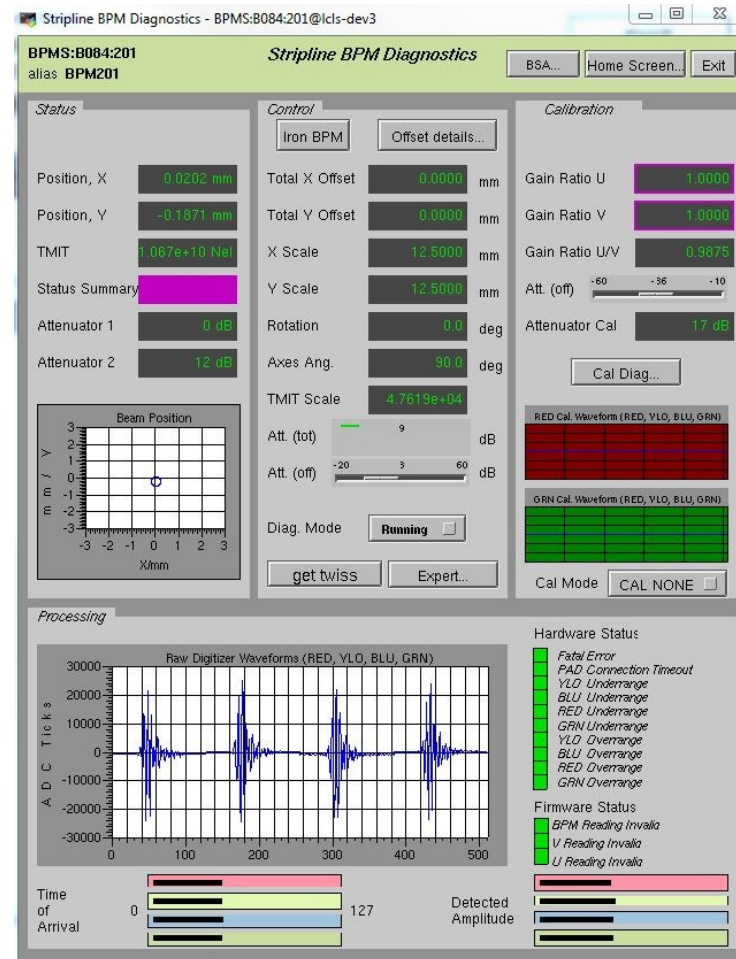 Stripline BPM Diagnostics - BPMS:B084:201@lcls-dev3
BPMS:B084:201
alias BPM201
Stripline BPM Diagnostics
BSA...
Home Screen...
Exit
Status
Position, X 0.0202 mm
Position, Y -0.1871 mm
TMIT 1.067e+10 Nel
Status Summary
Attenuator 1 0 dB
Attenuator 2 12 dB
Beam Position
mm / Y
3
2
1
0
-1
-2
-3
-3 -2 -1 0 1 2 3
X/mm
Control
Iron BPM
Offset details...
Total X Offset 0.0000 mm
Total Y Offset 0.0000 mm
X Scale 12.5000 mm
Y Scale 12.5000 mm
Rotation 0.0 deg
Axes Ang. 90.0 deg
TMIT Scale 4.7619e+04
Att. (tot) 9 dB
Att. (off) -20 3 60 dB
Diag. Mode Running
get twiss
Expert...
Calibration
Gain Ratio U 1.0000
Gain Ratio V 1.0000
Gain Ratio U/V 0.9875
Att. (off) -60 -36 -10
Attenuator Cal 17 dB
Cal Diag...
RED Cal. Waveform (RED, YLO, BLU, GRN)
GRN Cal. Waveform (RED, YLO, BLU, GRN)
Cal Mode CAL NONE
Processing
Raw Digitizer Waveforms (RED, YLO, BLU, GRN)
ADC Ticks
30000
20000
10000
0
-10000
-20000
-30000
0 100 200 300 400 500
Hardware Status
Fatal Error
PAD Connection Timeout
YLO Underrange
BLU Underrange
RED Underrange
GRN Underrange
YLO Overrange
BLU Overrange
RED Overrange
GRN Overrange
Firmware Status
BPM Reading Invalid
V Reading Invalid
U Reading Invalid
Time
of
Arrival
0
127
Detected
Amplitude